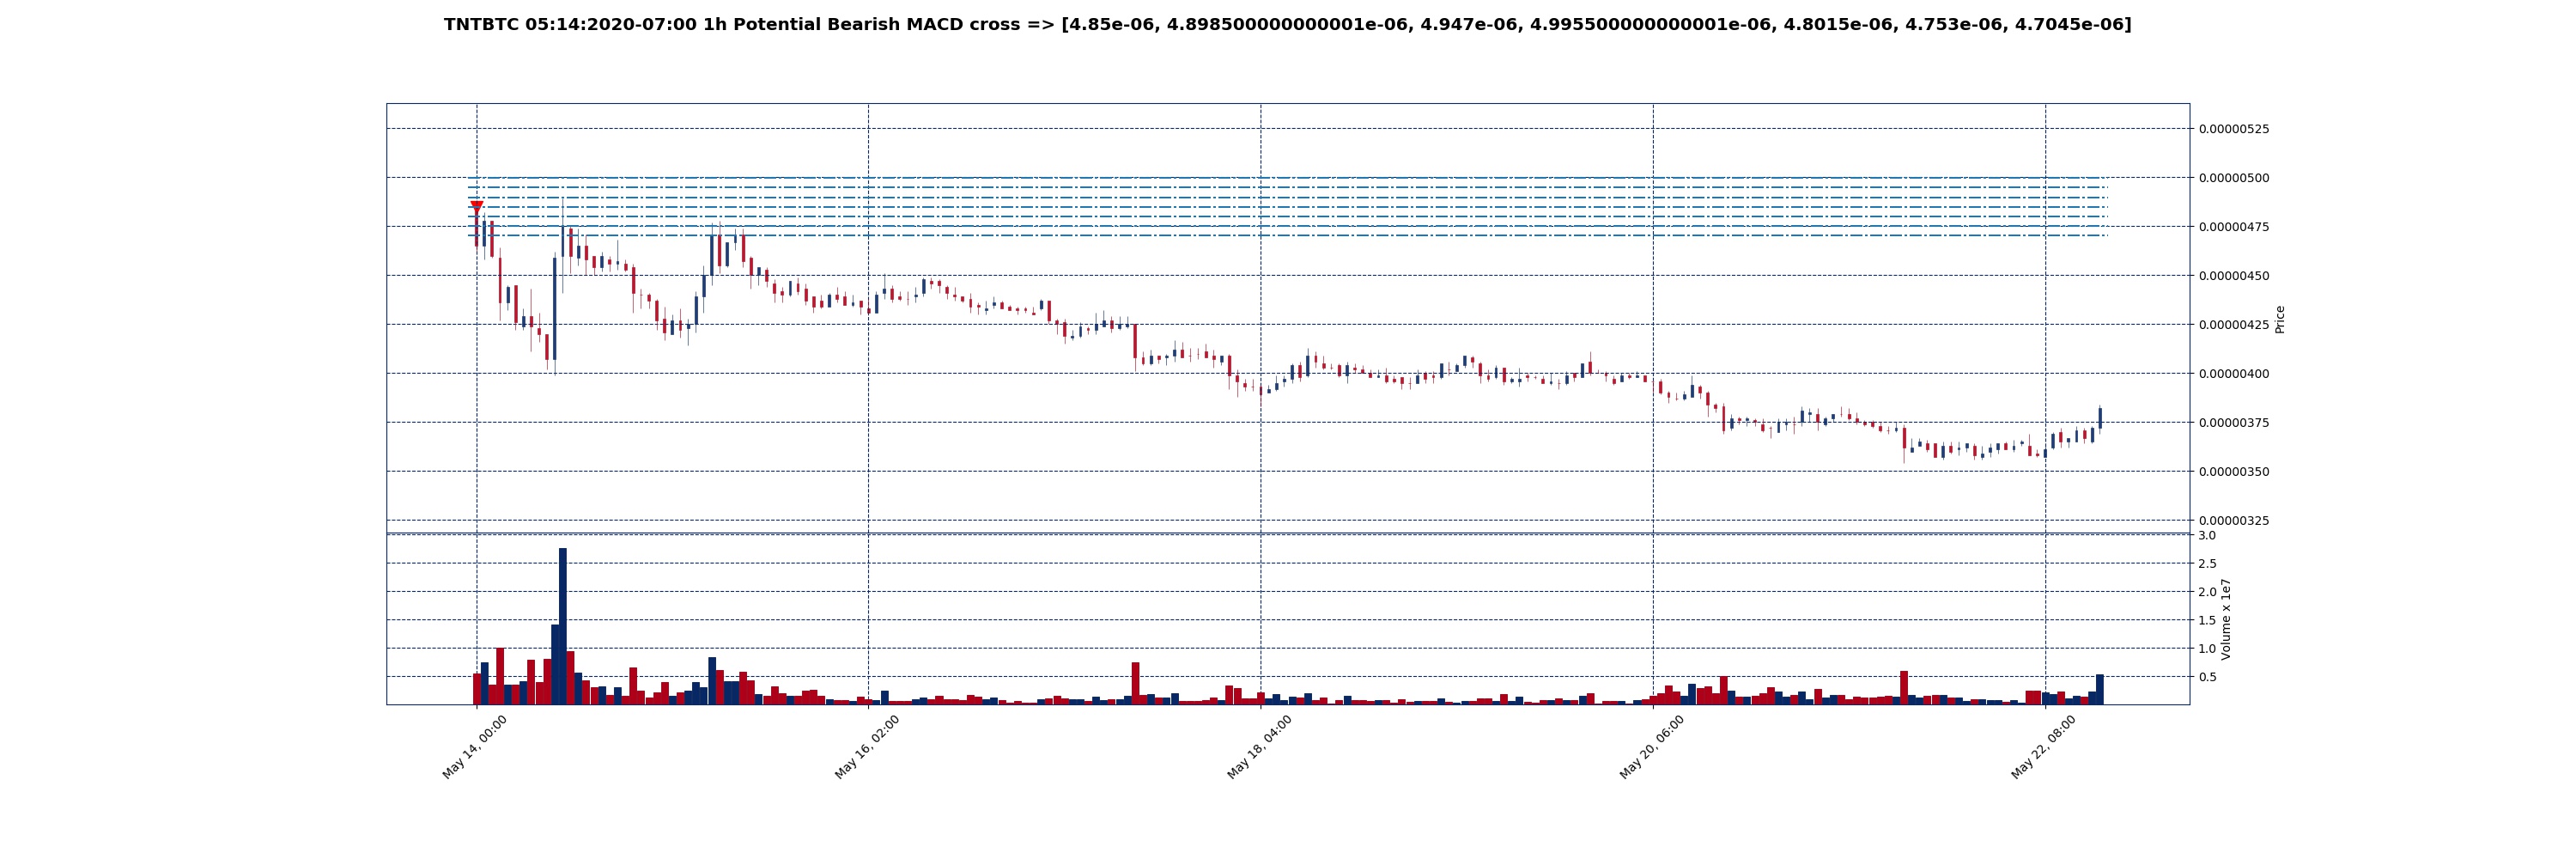 TNTBTC 05:14:2020-07:00 1h Potential Bearish MACD cross => [4.85e-06, 4.898500000000001e-06, 4.947e-06, 4.995500000000001e-06, 4.8015e-06, 4.753e-06, 4.7045e-06]
0.00000525
0.00000500
0.00000475
0.00000450
0.00000425
0.00000400
0.00000375
0.00000350
0.00000325
Price
3.0
2.5
2.0
1.5
1.0
0.5
Volume x 1e7
May 14, 00:00
May 16, 02:00
May 18, 04:00
May 20, 06:00
May 22, 08:00